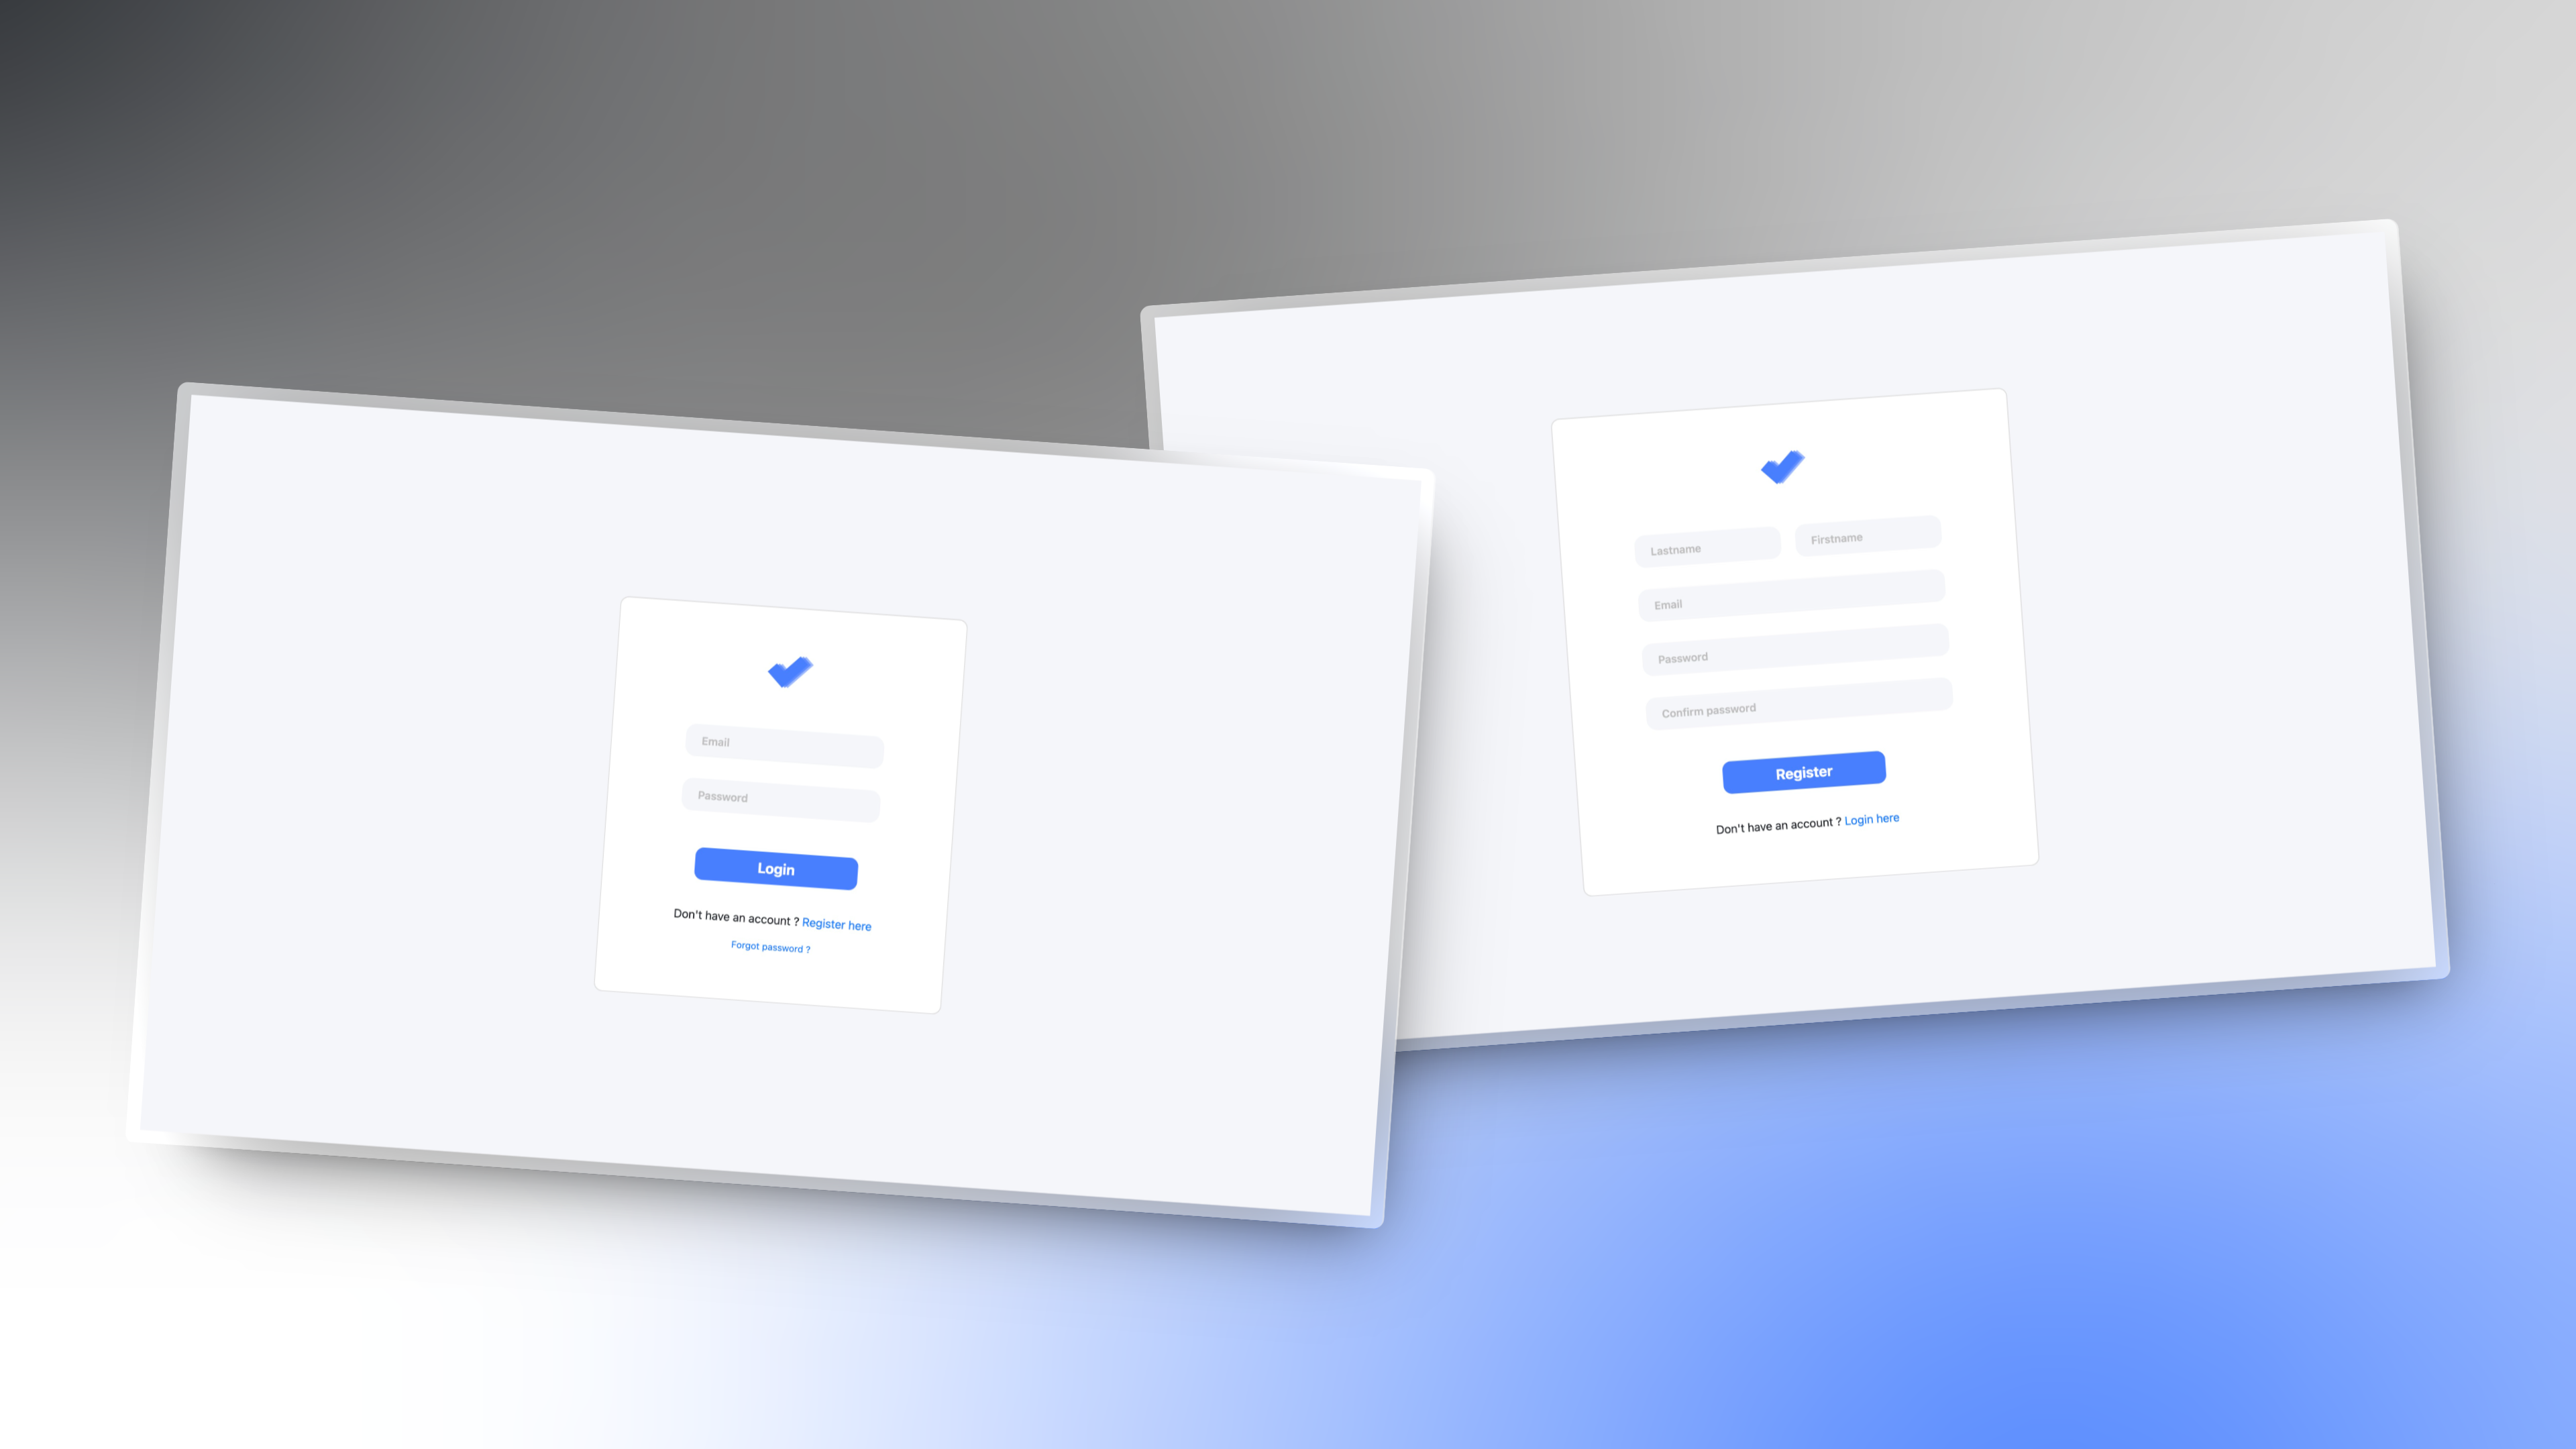 Email
Password
Login
Don't have an account ? Register here
Forgot password ?
Lastname Firstname
Email
Password
Confirm password
Register
Don't have an account ? Login here